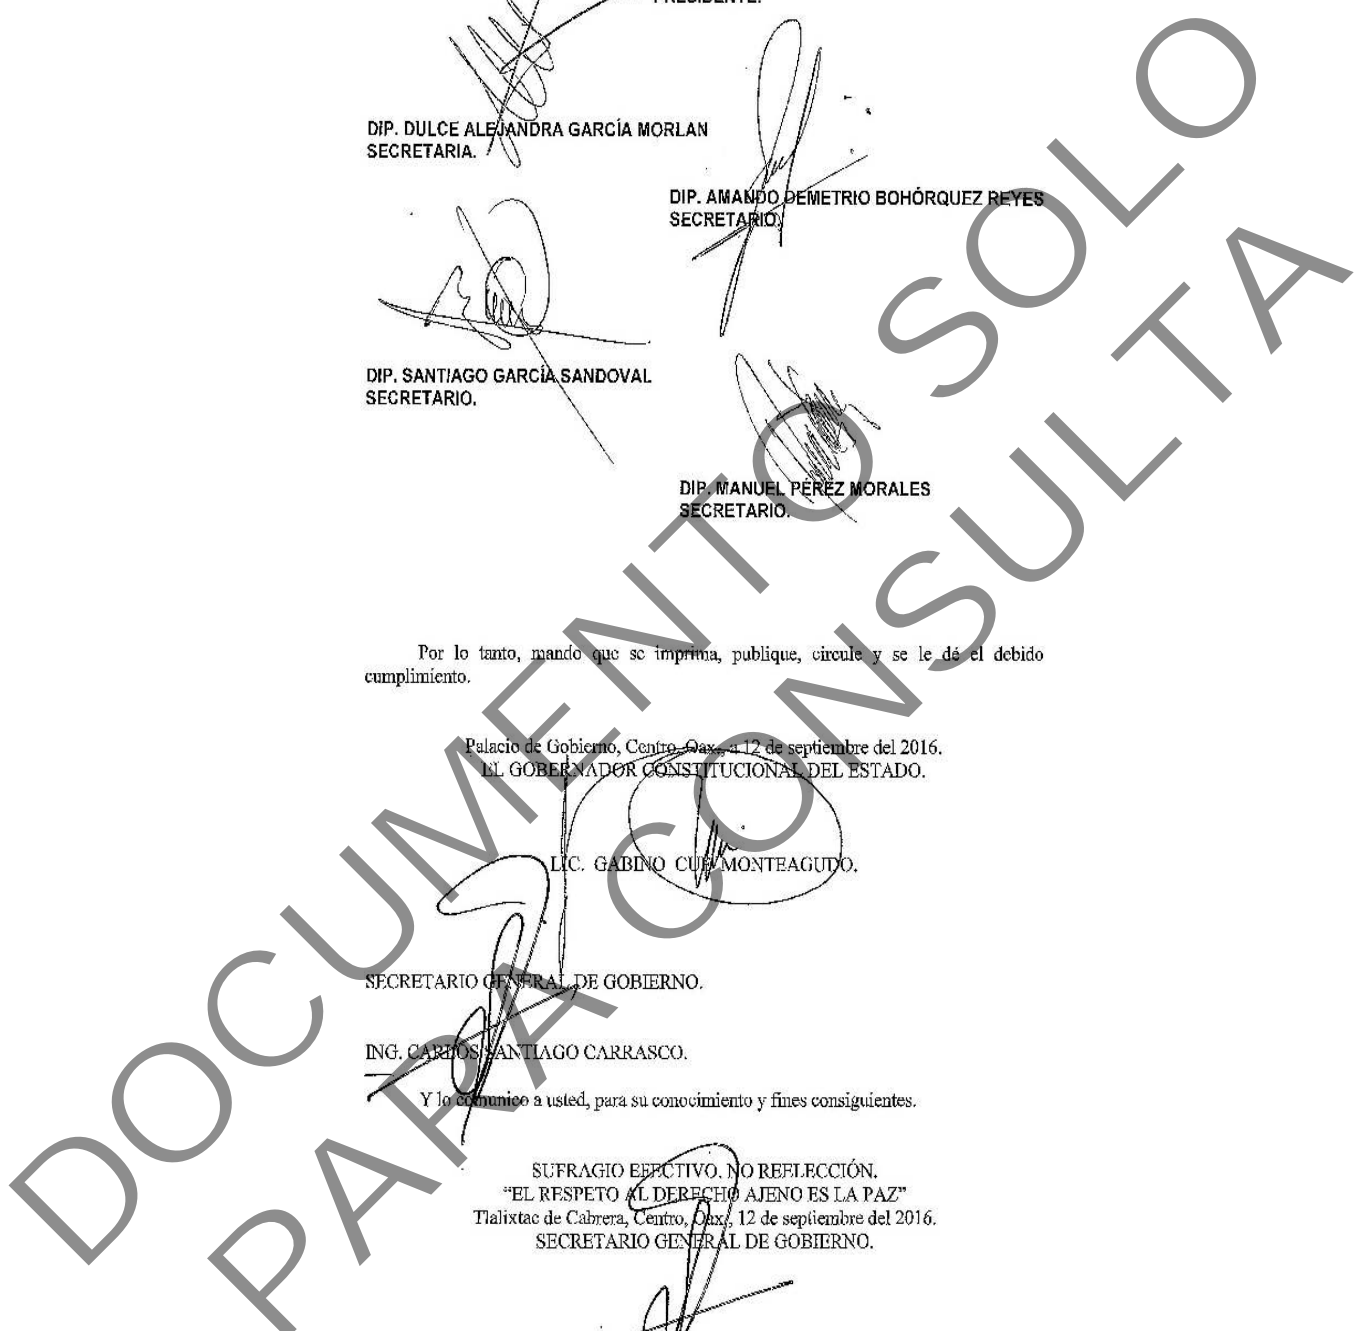 PRESIDENTE.
DIP. DULCE ALEJANDRA GARCÍA MORLAN
SECRETARIA.
DIP. AMANDO DEMETRIO BOHÓRQUEZ REYES
SECRETARIO.
DIP. SANTIAGO GARCÍA SANDOVAL
SECRETARIO.
DIP. MANUEL PÉREZ MORALES
SECRETARIO.
Por lo tanto, mando que se imprima, publique, circule y se le dé el debido
cumplimiento.
Palacio de Gobierno, Centro, Oax., a 12 de septiembre del 2016.
EL GOBERNADOR CONSTITUCIONAL DEL ESTADO.
LIC. GABINO CUÉ MONTEAGUDO.
SECRETARIO GENERAL DE GOBIERNO.
ING. CARLOS SANTIAGO CARRASCO.
Y lo comunico a usted, para su conocimiento y fines consiguientes.
SUFRAGIO EFECTIVO. NO REELECCIÓN.
“EL RESPETO AL DERECHO AJENO ES LA PAZ”
Tlalixtac de Cabrera, Centro, Oax., 12 de septiembre del 2016.
SECRETARIO GENERAL DE GOBIERNO.
DOCUMENTO SOLO
PARA CONSULTA